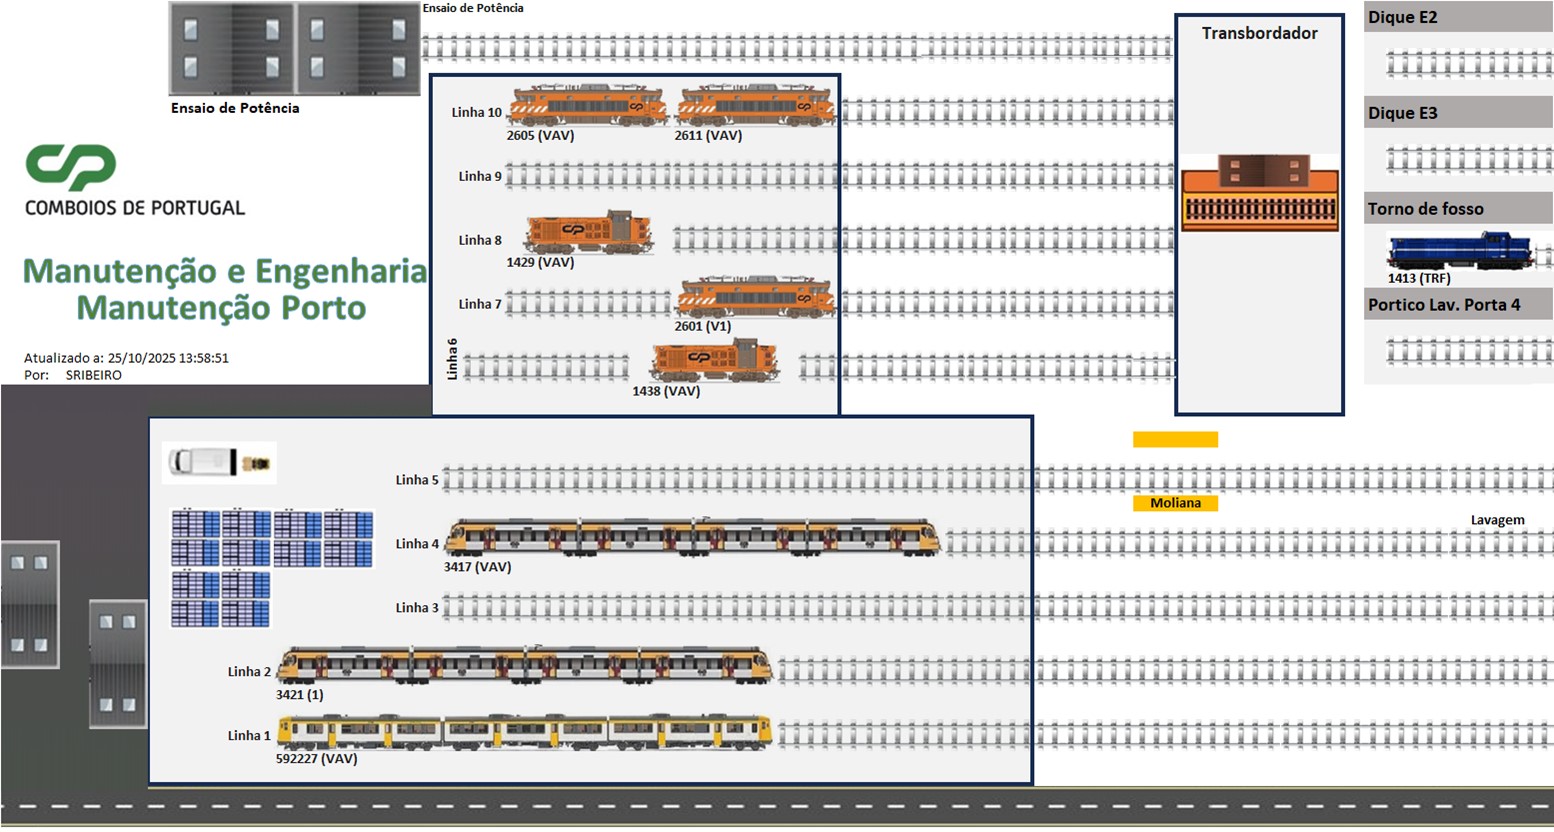 Ensaio de Potência
Ensaio de Potência
CP
COMBOIOS DE PORTUGAL
Manutenção e Engenharia
Manutenção Porto
Atualizado a: 25/10/2025 13:58:51
Por: SRIBEIRO
Linha 10
2605 (VAV)
2611 (VAV)
Linha 9
Linha 8
1429 (VAV)
Linha 7
2601 (V1)
Linha 6
1438 (VAV)
Transbordador
Dique E2
Dique E3
Torno de fosso
1413 (TRF)
Portico Lav. Porta 4
Linha 5
Moliana
Lavagem
Linha 4
3417 (VAV)
Linha 3
Linha 2
3421 (1)
Linha 1
592227 (VAV)